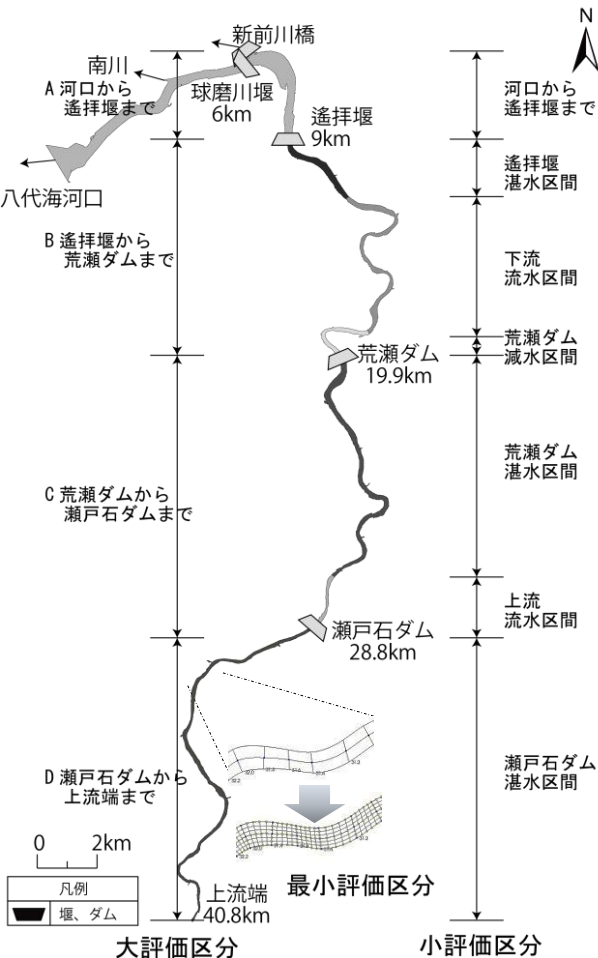 N
新前川橋
南川
A 河口から
遙拝堰まで
球磨川堰
6km
遙拝堰
9km
河口から
遙拝堰まで
八代海河口
遙拝堰
湛水区間
B 遙拝堰から
荒瀬ダムまで
下流
流水区間
荒瀬ダム
19.9km
荒瀬ダム
減水区間
C 荒瀬ダムから
瀬戸石ダムまで
荒瀬ダム
湛水区間
上流
流水区間
瀬戸石ダム
28.8km
D 瀬戸石ダムから
上流端まで
瀬戸石ダム
湛水区間
0 2km
凡例
堰、ダム
最小評価区分
上流端
40.8km
大評価区分
小評価区分